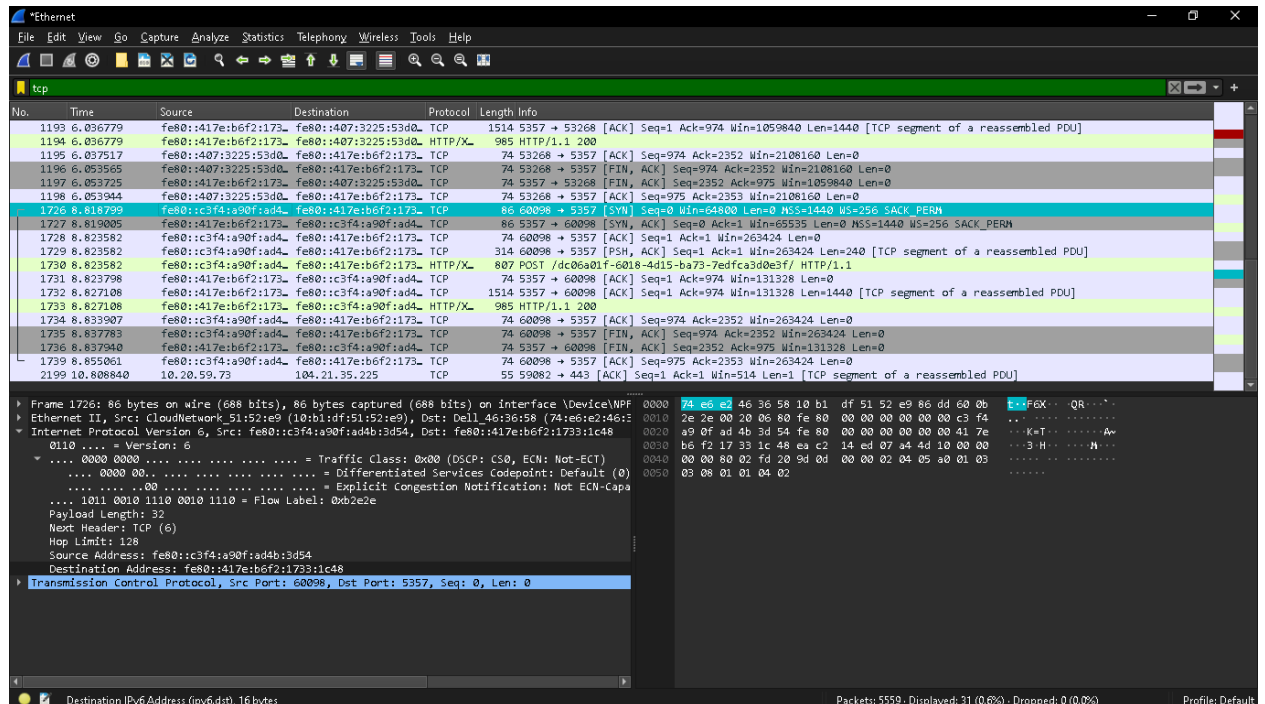 *Ethernet
File Edit View Go Capture Analyze Statistics Telephony Wireless Tools Help
tcp
No. Time Source Destination Protocol Length Info
1193 6.036779 fe80::417e:b6f2:173… fe80::407:3225:53d0… TCP 1514 5357 → 53268 [ACK] Seq=1 Ack=974 Win=1059840 Len=1440 [TCP segment of a reassembled PDU]
1194 6.036779 fe80::417e:b6f2:173… fe80::407:3225:53d0… HTTP/X… 985 HTTP/1.1 200
1195 6.037517 fe80::407:3225:53d0… fe80::417e:b6f2:173… TCP 74 53268 → 5357 [ACK] Seq=974 Ack=2352 Win=2108160 Len=0
1196 6.053565 fe80::407:3225:53d0… fe80::417e:b6f2:173… TCP 74 53268 → 5357 [FIN, ACK] Seq=974 Ack=2352 Win=2108160 Len=0
1197 6.053725 fe80::417e:b6f2:173… fe80::407:3225:53d0… TCP 74 5357 → 53268 [FIN, ACK] Seq=2352 Ack=975 Win=1059840 Len=0
1198 6.053944 fe80::407:3225:53d0… fe80::417e:b6f2:173… TCP 74 53268 → 5357 [ACK] Seq=975 Ack=2353 Win=2108160 Len=0
1726 8.818799 fe80::c3f4:a90f:ad4… fe80::417e:b6f2:173… TCP 86 60098 → 5357 [SYN] Seq=0 Win=64800 Len=0 MSS=1440 WS=256 SACK_PERM
1727 8.819005 fe80::417e:b6f2:173… fe80::c3f4:a90f:ad4… TCP 86 5357 → 60098 [SYN, ACK] Seq=0 Ack=1 Win=65535 Len=0 MSS=1440 WS=256 SACK_PERM
1728 8.823582 fe80::c3f4:a90f:ad4… fe80::417e:b6f2:173… TCP 74 60098 → 5357 [ACK] Seq=1 Ack=1 Win=263424 Len=0
1729 8.823582 fe80::c3f4:a90f:ad4… fe80::417e:b6f2:173… TCP 314 60098 → 5357 [PSH, ACK] Seq=1 Ack=1 Win=263424 Len=240 [TCP segment of a reassembled PDU]
1730 8.823582 fe80::c3f4:a90f:ad4… fe80::417e:b6f2:173… HTTP/X… 807 POST /dc06a01f-6018-4d15-ba73-7edfca3d0e3f/ HTTP/1.1
1731 8.823798 fe80::417e:b6f2:173… fe80::c3f4:a90f:ad4… TCP 74 5357 → 60098 [ACK] Seq=1 Ack=974 Win=131328 Len=0
1732 8.827108 fe80::417e:b6f2:173… fe80::c3f4:a90f:ad4… TCP 1514 5357 → 60098 [ACK] Seq=1 Ack=974 Win=131328 Len=1440 [TCP segment of a reassembled PDU]
1733 8.827108 fe80::417e:b6f2:173… fe80::c3f4:a90f:ad4… HTTP/X… 985 HTTP/1.1 200
1734 8.833907 fe80::c3f4:a90f:ad4… fe80::417e:b6f2:173… TCP 74 60098 → 5357 [ACK] Seq=974 Ack=2352 Win=263424 Len=0
1735 8.837783 fe80::c3f4:a90f:ad4… fe80::417e:b6f2:173… TCP 74 60098 → 5357 [FIN, ACK] Seq=974 Ack=2352 Win=263424 Len=0
1736 8.837940 fe80::417e:b6f2:173… fe80::c3f4:a90f:ad4… TCP 74 5357 → 60098 [FIN, ACK] Seq=2352 Ack=975 Win=131328 Len=0
1739 8.855061 fe80::c3f4:a90f:ad4… fe80::417e:b6f2:173… TCP 74 60098 → 5357 [ACK] Seq=975 Ack=2353 Win=263424 Len=0
2199 10.808840 10.20.59.73 104.21.35.225 TCP 55 59082 → 443 [ACK] Seq=1 Ack=1 Win=514 Len=1 [TCP segment of a reassembled PDU]
Frame 1726: 86 bytes on wire (688 bits), 86 bytes captured (688 bits) on interface \Device\NPF
Ethernet II, Src: CloudNetwork_51:52:e9 (10:b1:df:51:52:e9), Dst: Dell_46:36:58 (74:e6:e2:46:3
Internet Protocol Version 6, Src: fe80::c3f4:a90f:ad4b:3d54, Dst: fe80::417e:b6f2:1733:1c48
0110 .... = Version: 6
.... 0000 0000 .... .... .... .... .... = Traffic Class: 0x00 (DSCP: CS0, ECN: Not-ECT)
.... 0000 00.. .... .... .... .... .... = Differentiated Services Codepoint: Default (0)
.... .... ..00 .... .... .... .... .... = Explicit Congestion Notification: Not ECN-Capa
.... 1011 0010 1110 0010 1110 = Flow Label: 0xb2e2e
Payload Length: 32
Next Header: TCP (6)
Hop Limit: 128
Source Address: fe80::c3f4:a90f:ad4b:3d54
Destination Address: fe80::417e:b6f2:1733:1c48
Transmission Control Protocol, Src Port: 60098, Dst Port: 5357, Seq: 0, Len: 0
0000 74 e6 e2 46 36 58 10 b1 df 51 52 e9 86 dd 60 0b t··F6X·· ·QR···`·
0010 2e 2e 00 20 06 80 fe 80 00 00 00 00 00 00 c3 f4 .. ····· ········
0020 a9 0f ad 4b 3d 54 fe 80 00 00 00 00 00 00 41 7e ···K=T·· ······A~
0030 b6 f2 17 33 1c 48 ea c2 14 ed 07 a4 4d 10 00 00 ···3·H·· ····M···
0040 00 00 80 02 fd 20 9d 0d 00 00 02 04 05 a0 01 03 ····· ·· ········
0050 03 08 01 01 04 02 ······
Destination IPv6 Address (ipv6.dst), 16 bytes
Packets: 5559 · Displayed: 31 (0.6%) · Dropped: 0 (0.0%)
Profile: Default